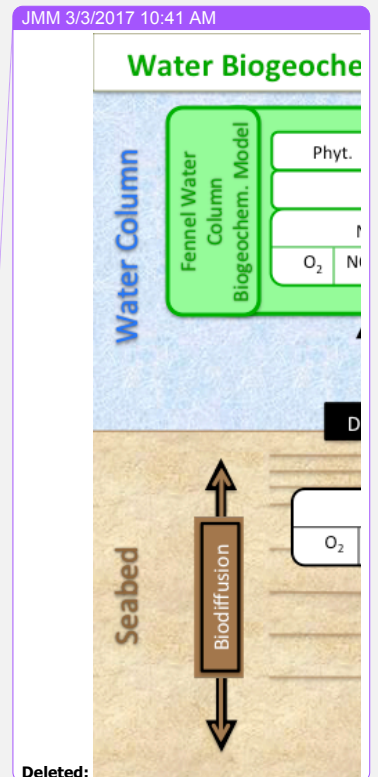 JMM 3/3/2017 10:41 AM
Water Biogeoche
Water Column
Fennel Water
Column
Biogeochem. Model
Phyt.
O₂
D
Seabed
Biodiffusion
O₂
Deleted: